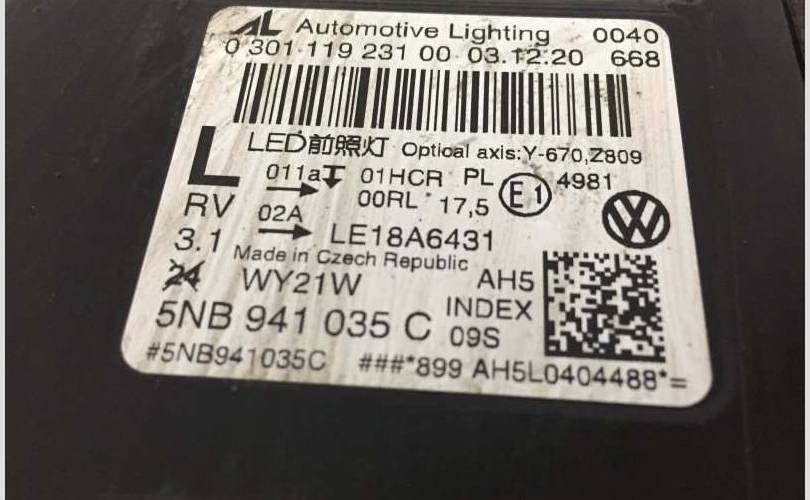 AL Automotive Lighting 0040
0 301 119 231 00 03.12.20 668
LED前照灯 Optical axis:Y-670,Z809
L 011a 01HCR PL E1 4981
00RL 17,5
RV 02A
LE18A6431
3.1 Made in Czech Republic
24 WY21W AH5
5NB 941 035 C INDEX
09S
#5NB941035C ###*899 AH5L0404488*=